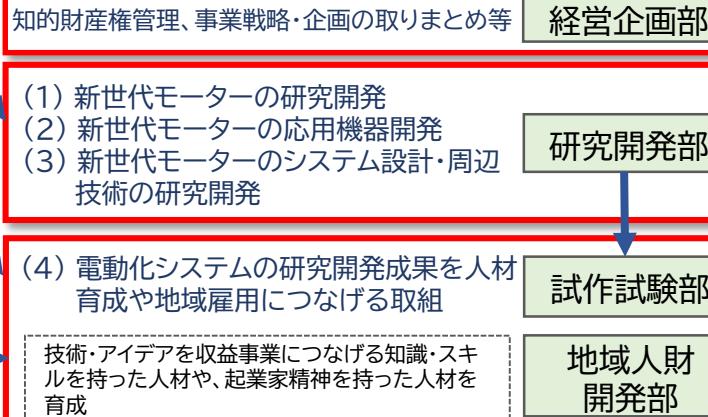 知的財産権管理、事業戦略・企画の取りまとめ等
経営企画部
(1) 新世代モーターの研究開発
(2) 新世代モーターの応用機器開発
(3) 新世代モーターのシステム設計・周辺
技術の研究開発
研究開発部
(4) 電動化システムの研究開発成果を人材
育成や地域雇用につなげる取組
試作試験部
技術・アイデアを収益事業につなげる知識・スキ
ルを持った人材や、起業家精神を持った人材を
育成
地域人財
開発部